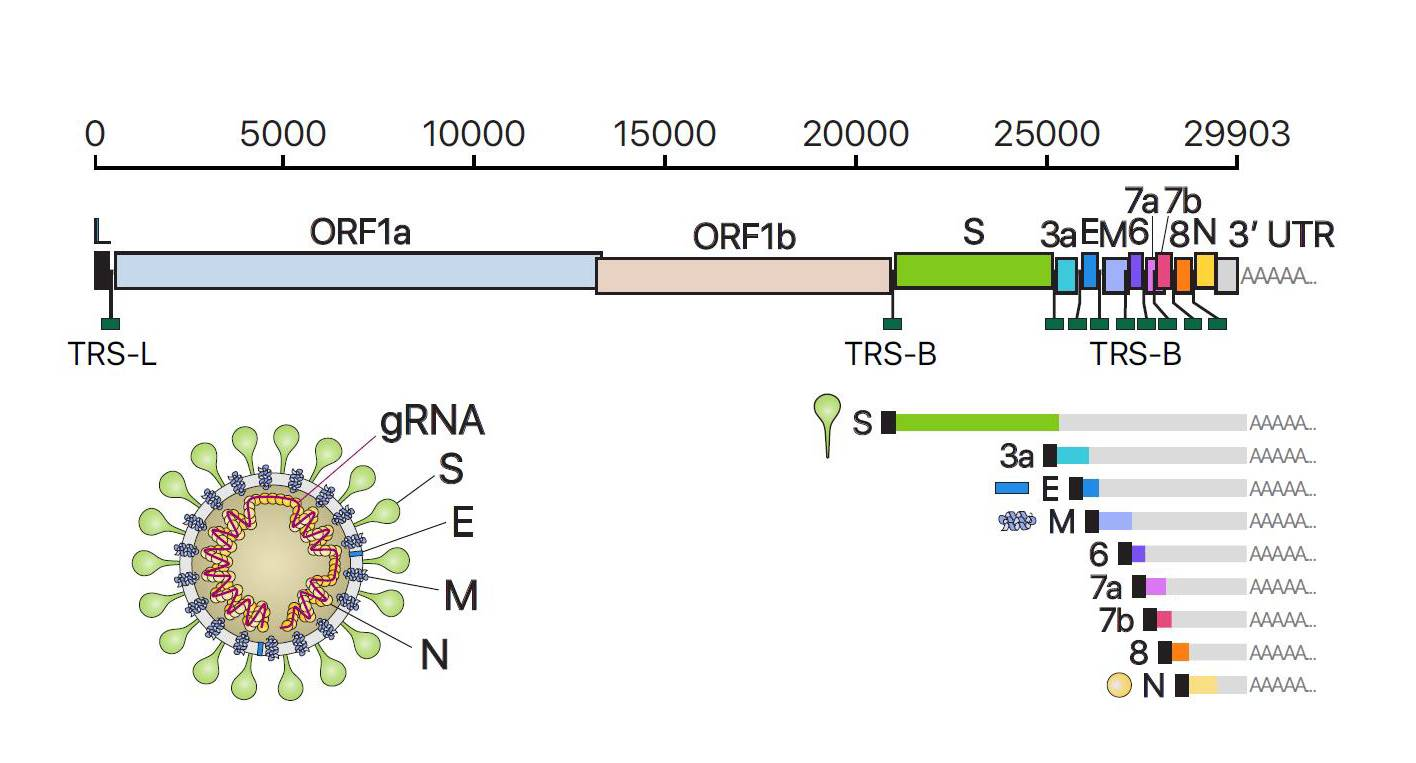 0 5000 10000 15000 20000 25000 29903
7a 7b
L ORF1a ORF1b S 3a E M 6 8 N 3′ UTR
AAAAA...
TRS-L TRS-B TRS-B
gRNA
S
E
M
N
S AAAAA...
3a AAAAA...
E AAAAA...
M AAAAA...
6 AAAAA...
7a AAAAA...
7b AAAAA...
8 AAAAA...
N AAAAA...